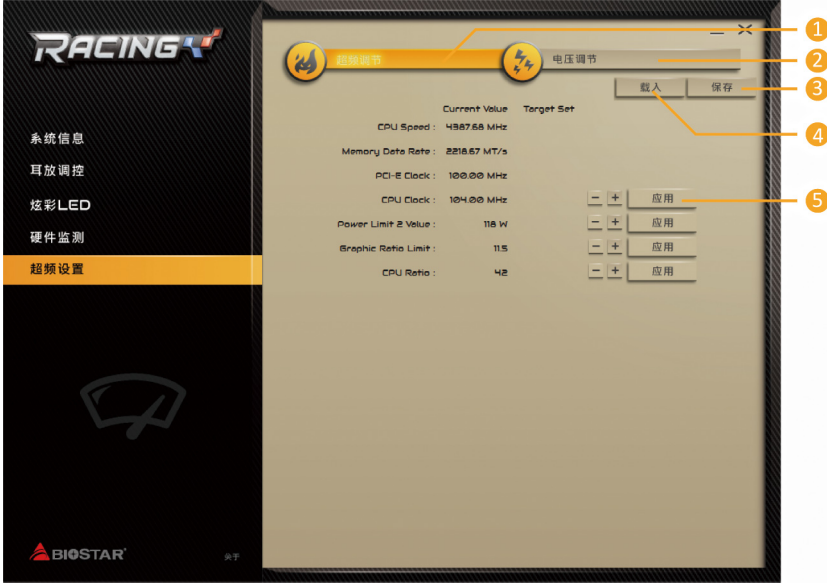 RACING
1
超频调节
电压调节
2
载入
保存
3
Current Value Target Set
CPU Speed : 4387.68 MHz
4
系统信息
Memory Data Rate : 2218.67 MT/s
耳放调控
PCI-E Clock : 100.00 MHz
炫彩LED
CPU Clock : 104.00 MHz - + 应用
5
Power Limit 2 Value : 118 W - + 应用
硬件监测
Graphic Ratio Limit : 11.5 - + 应用
超频设置
CPU Ratio : 42 - + 应用
BIOSTAR
关于